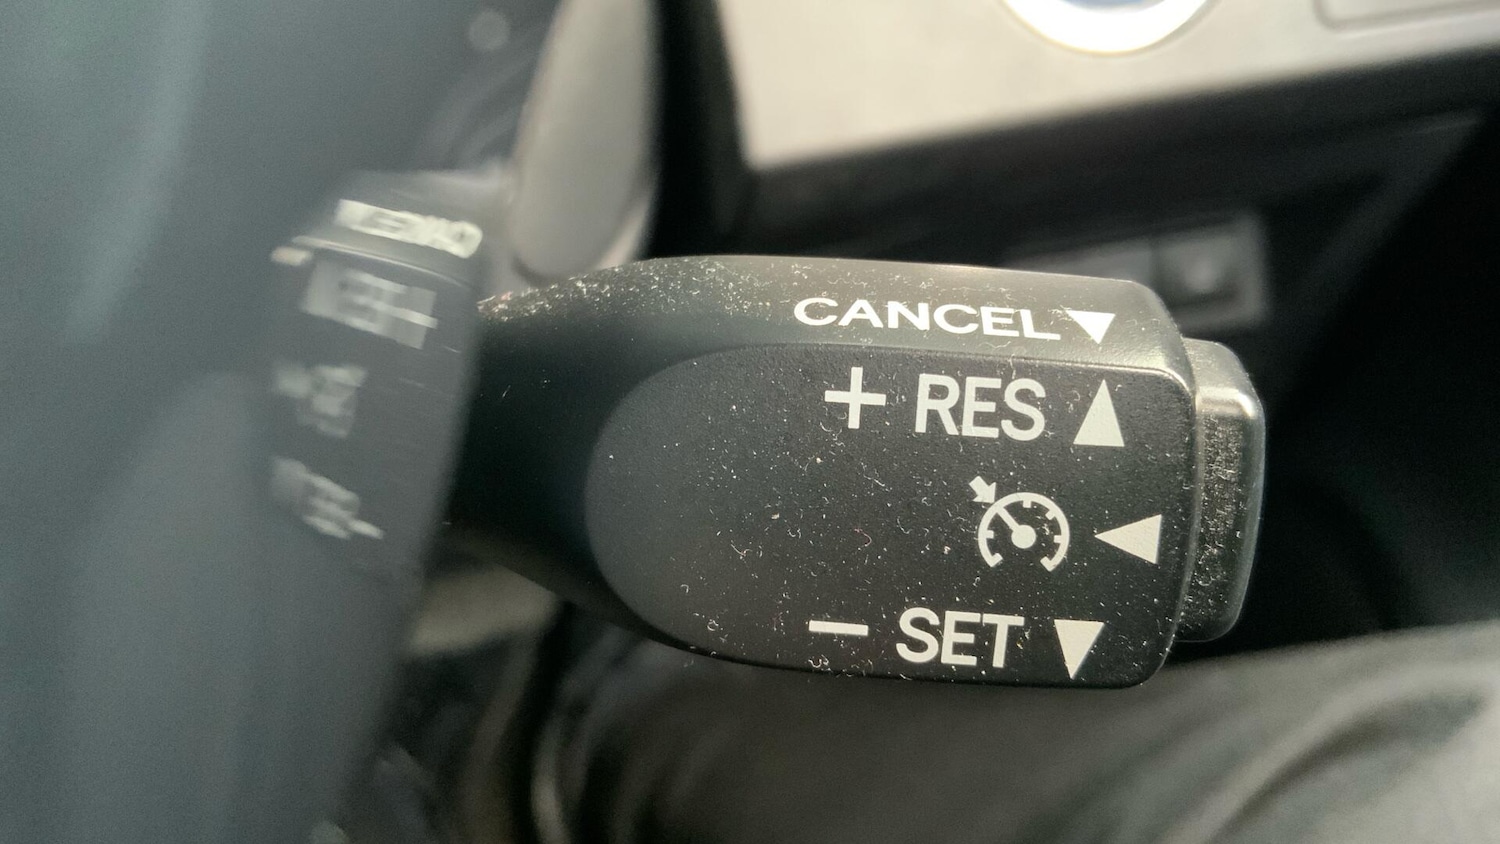 CANCEL ▼
+ RES ▲
◀
− SET ▼